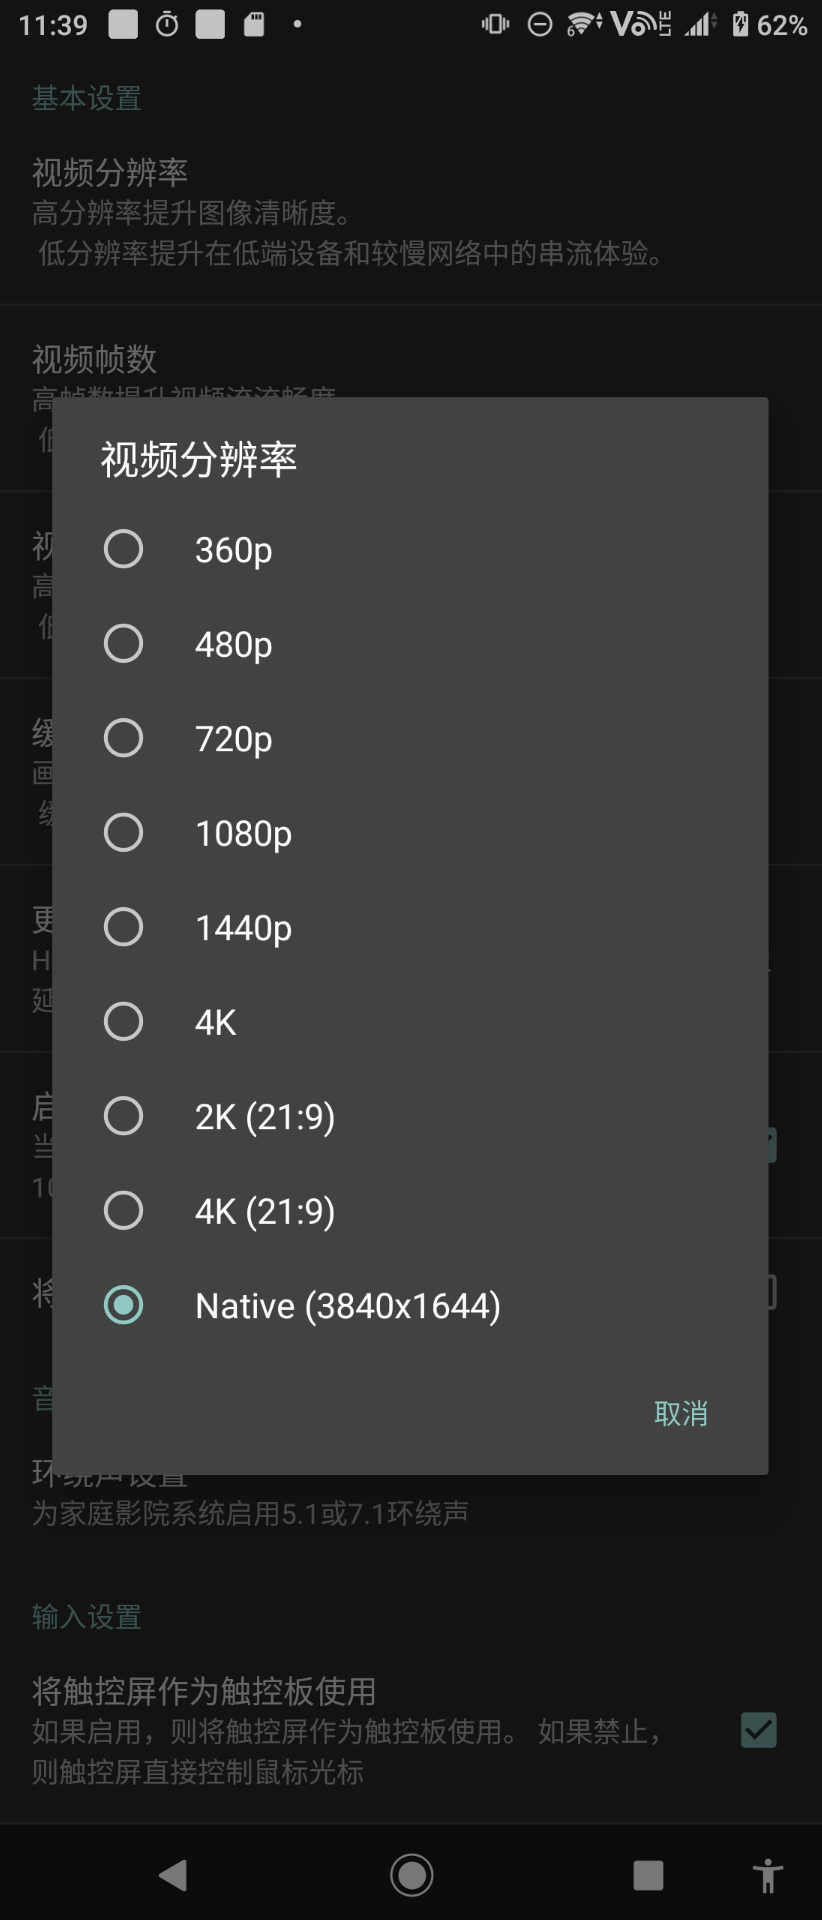 11:39
6
VoLTE
62%
基本设置
视频分辨率
高分辨率提升图像清晰度。
低分辨率提升在低端设备和较慢网络中的串流体验。
视频帧数
视频分辨率
360p
480p
720p
1080p
1440p
4K
2K (21:9)
4K (21:9)
Native (3840x1644)
取消
环绕声设置
为家庭影院系统启用5.1或7.1环绕声
输入设置
将触控屏作为触控板使用
如果启用，则将触控屏作为触控板使用。 如果禁止，
则触控屏直接控制鼠标光标